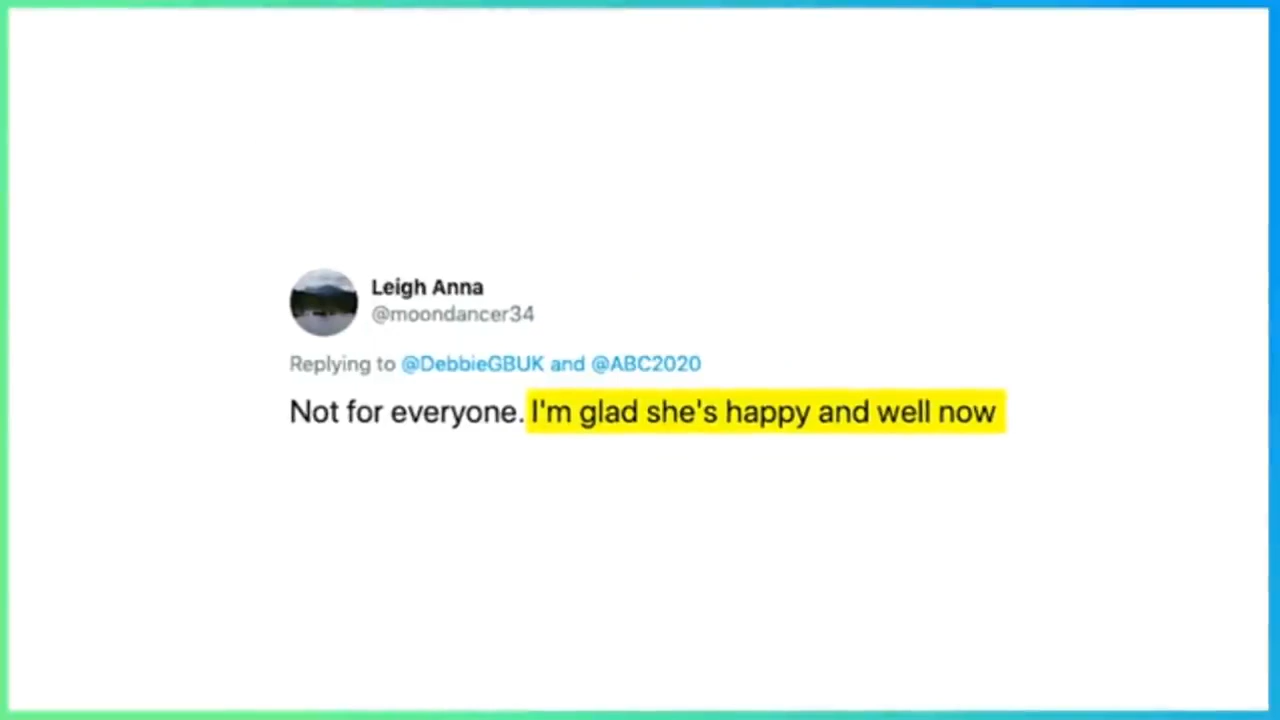 Leigh Anna
@moondancer34
Replying to @DebbieGBUK and @ABC2020
Not for everyone. I'm glad she's happy and well now